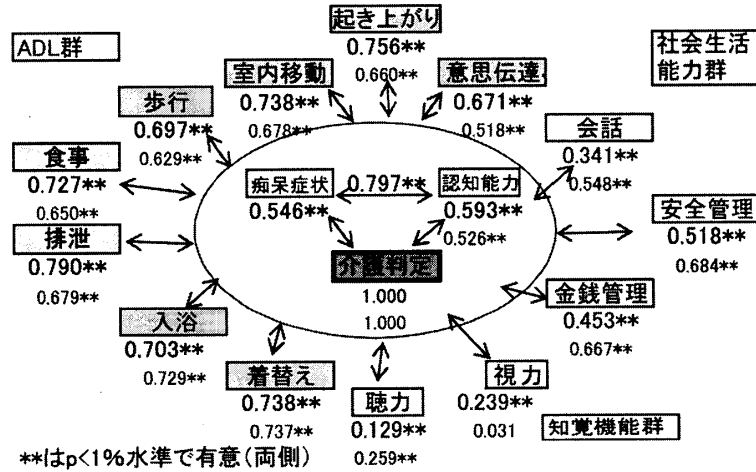 ADL群
起き上がり
0.756**
0.660**
社会生活
能力群
室内移動
0.738**
0.678**
意思伝達
0.671**
0.518**
歩行
0.697**
0.629**
会話
0.341**
0.548**
食事
0.727**
0.650**
痴呆症状
0.546**
0.797**
認知能力
0.593**
0.526**
安全管理
0.518**
0.684**
排泄
0.790**
0.679**
介護判定
1.000
1.000
金銭管理
0.453**
0.667**
入浴
0.703**
0.729**
着替え
0.738**
0.737**
聴力
0.129**
0.259**
視力
0.239**
0.031
知覚機能群
**はp<1%水準で有意(両側)